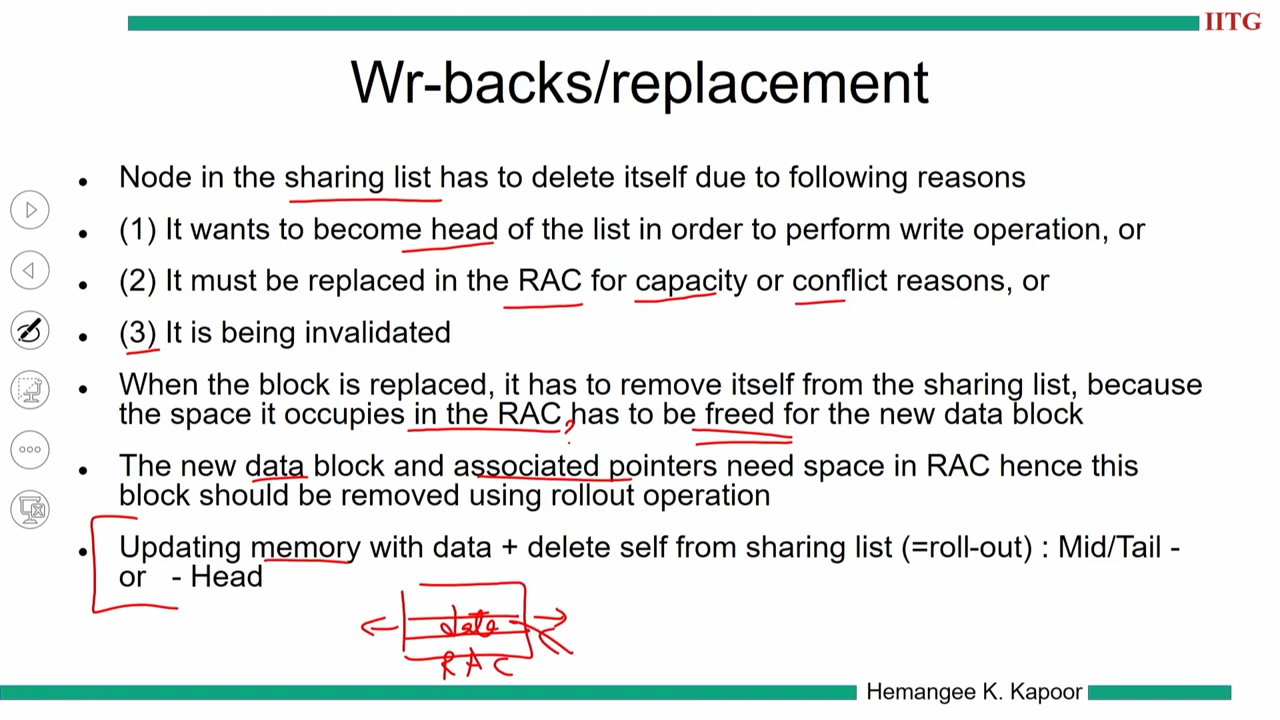 IITG
Wr-backs/replacement
• Node in the sharing list has to delete itself due to following reasons
• (1) It wants to become head of the list in order to perform write operation, or
• (2) It must be replaced in the RAC for capacity or conflict reasons, or
• (3) It is being invalidated
• When the block is replaced, it has to remove itself from the sharing list, because
the space it occupies in the RAC, has to be freed for the new data block
• The new data block and associated pointers need space in RAC hence this
block should be removed using rollout operation
• Updating memory with data + delete self from sharing list (=roll-out) : Mid/Tail -
or - Head
data
RAC
Hemangee K. Kapoor